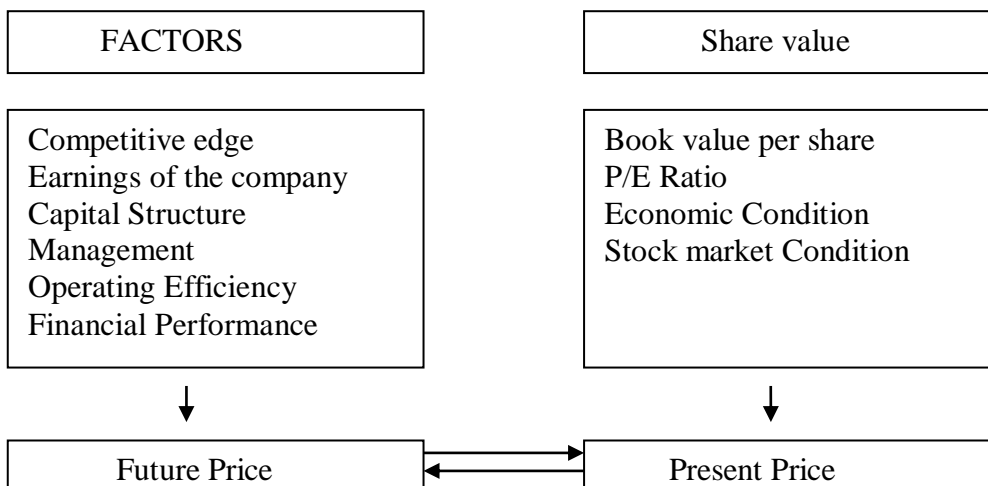 FACTORS
Share value
Competitive edge
Earnings of the company
Capital Structure
Management
Operating Efficiency
Financial Performance
Book value per share
P/E Ratio
Economic Condition
Stock market Condition
Future Price
Present Price